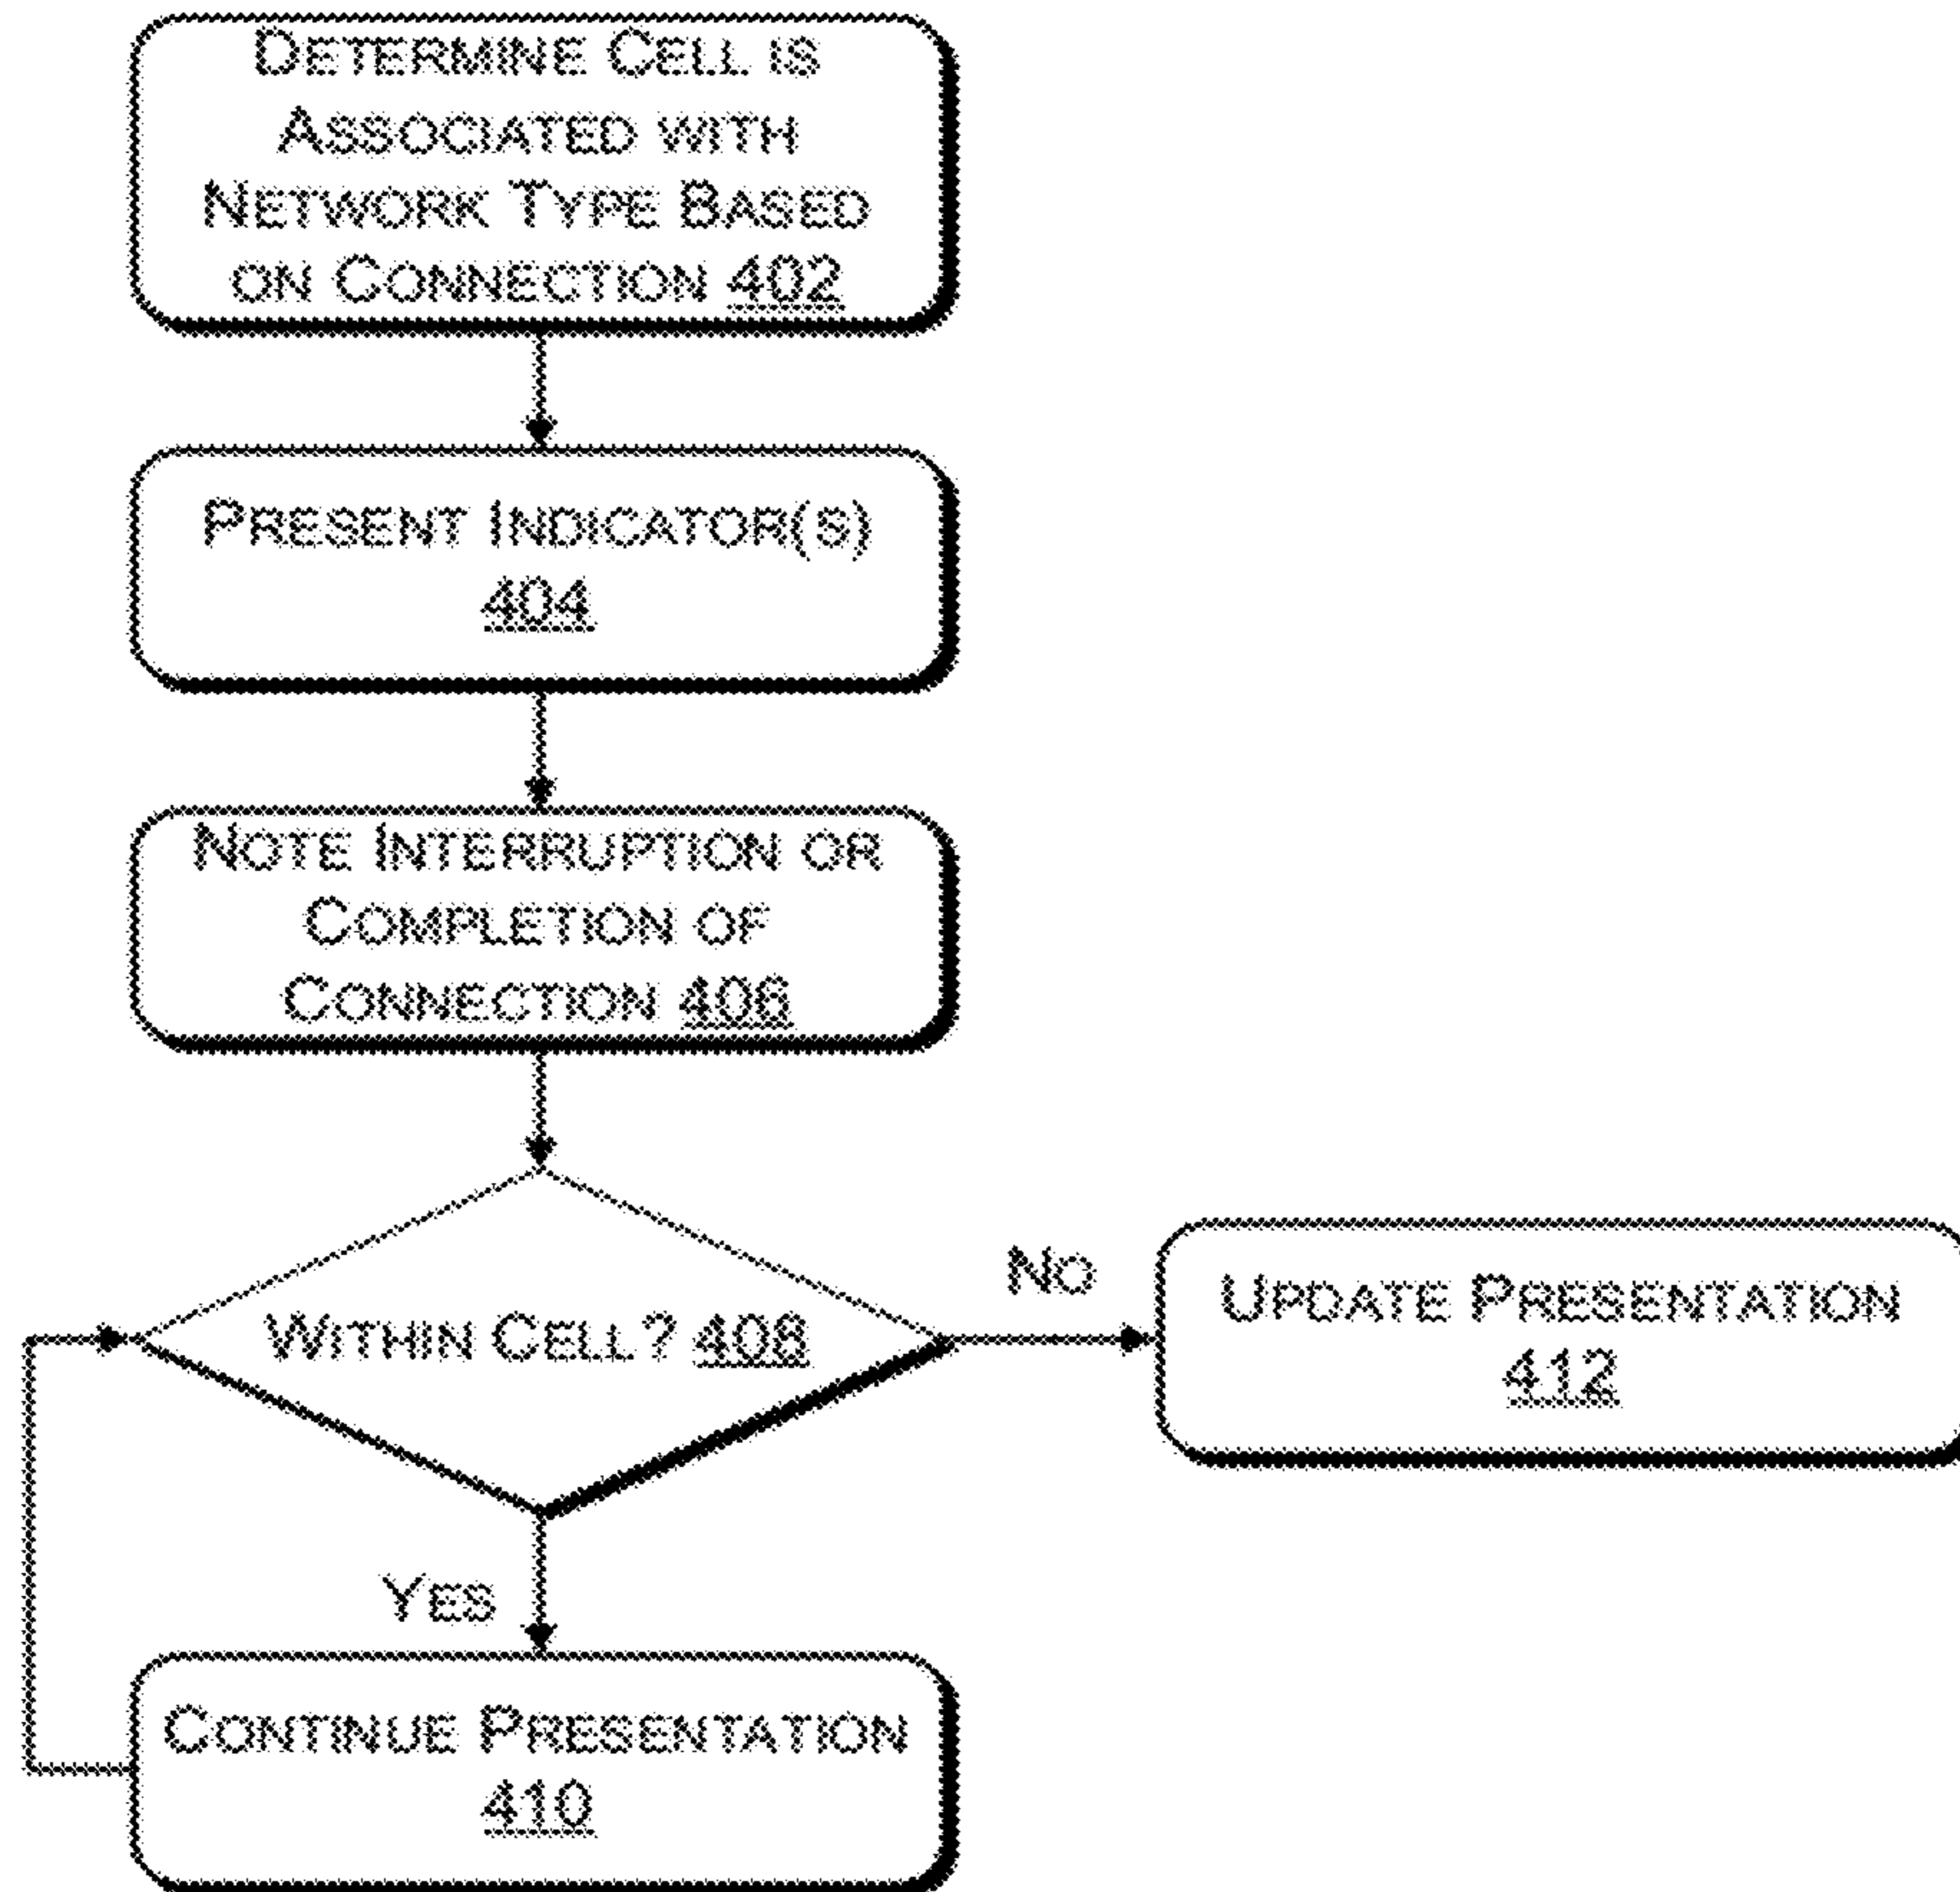 DETERMINE CELL IS
ASSOCIATED WITH
NETWORK TYPE BASED
ON CONNECTION 402
PRESENT INDICATOR(S)
404
NOTE INTERRUPTION OR
COMPLETION OF
CONNECTION 406
WITHIN CELL? 408
NO
UPDATE PRESENTATION
412
YES
CONTINUE PRESENTATION
410